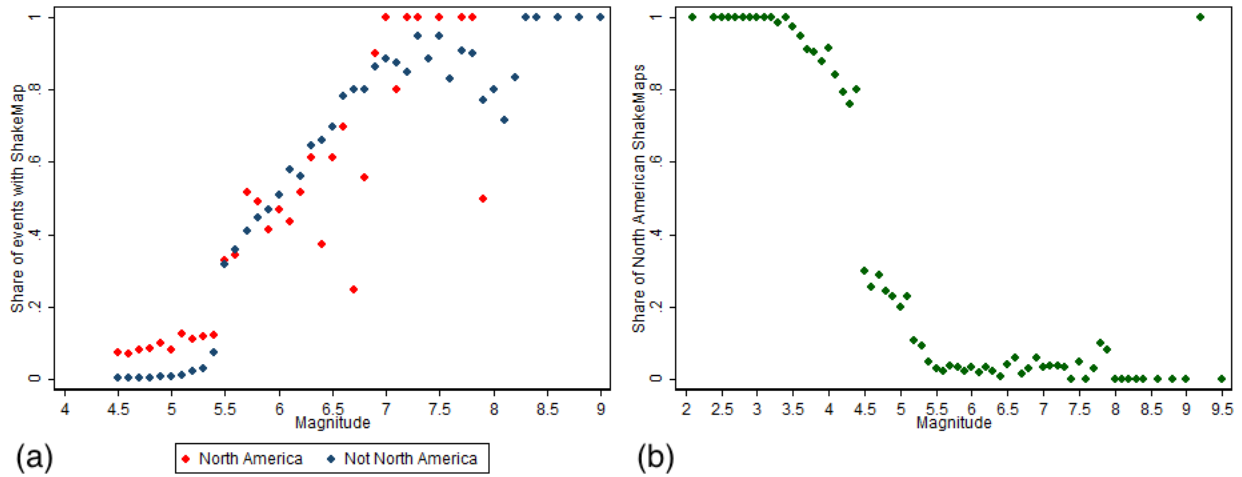 Share of events with ShakeMap
1
.8
.6
.4
.2
0
4 4.5 5 5.5 6 6.5 7 7.5 8 8.5 9
Magnitude
North America Not North America
(a)
Share of North American ShakeMaps
1
.8
.6
.4
.2
0
2 2.5 3 3.5 4 4.5 5 5.5 6 6.5 7 7.5 8 8.5 9 9.5
Magnitude
(b)